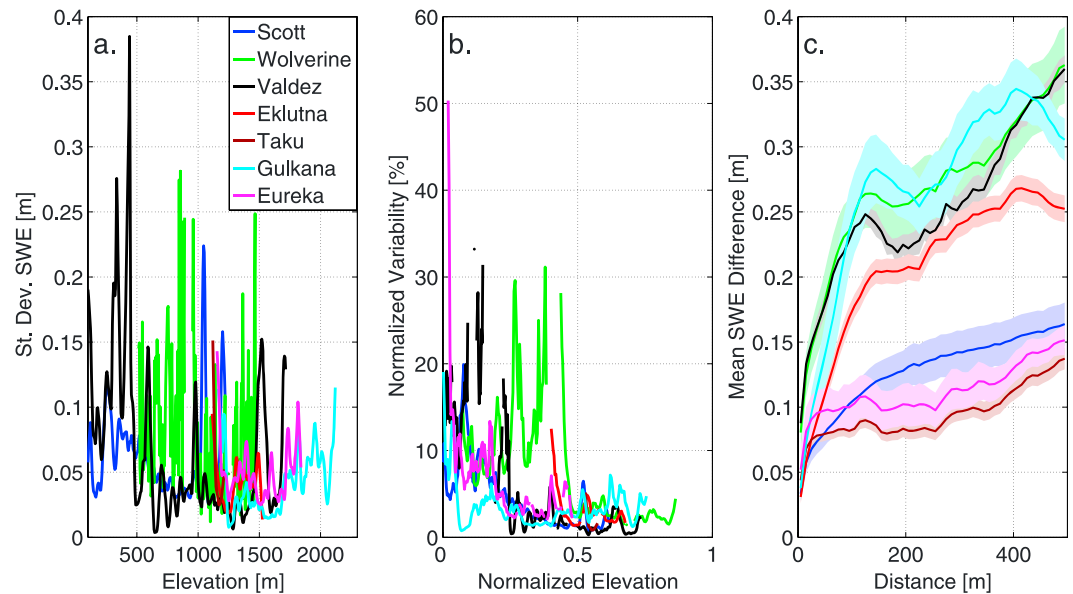 a.
St. Dev. SWE [m]
0.4
0.35
0.3
0.25
0.2
0.15
0.1
0.05
0
500
1000
1500
2000
Elevation [m]
Scott
Wolverine
Valdez
Eklutna
Taku
Gulkana
Eureka
b.
Normalized Variability [%]
60
50
40
30
20
10
0
0
0.5
1
Normalized Elevation
c.
Mean SWE Difference [m]
0.4
0.35
0.3
0.25
0.2
0.15
0.1
0.05
0
0
200
400
Distance [m]